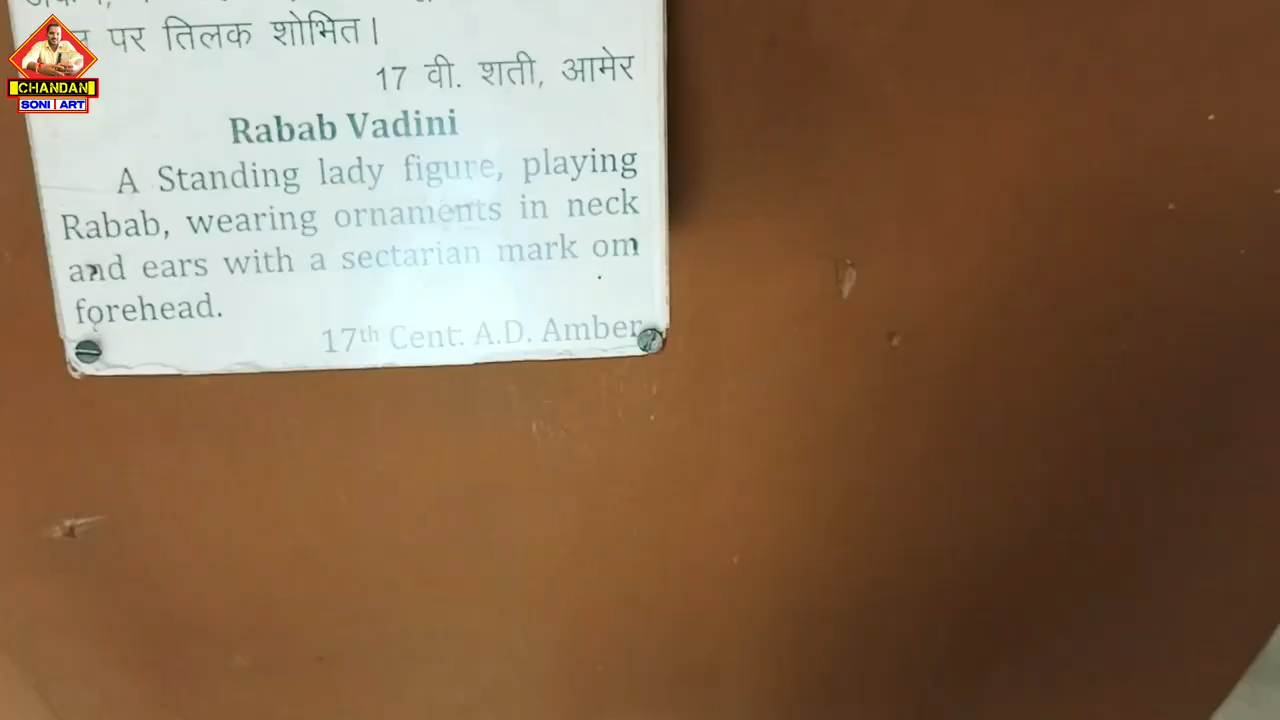 पर तिलक शोभित।
17 वी. शती, आमेर
Rabab Vadini
A Standing lady figure, playing
Rabab, wearing ornaments in neck
and ears with a sectarian mark om
forehead.
17th Cent: A.D. Amber
CHANDAN
SONI ART